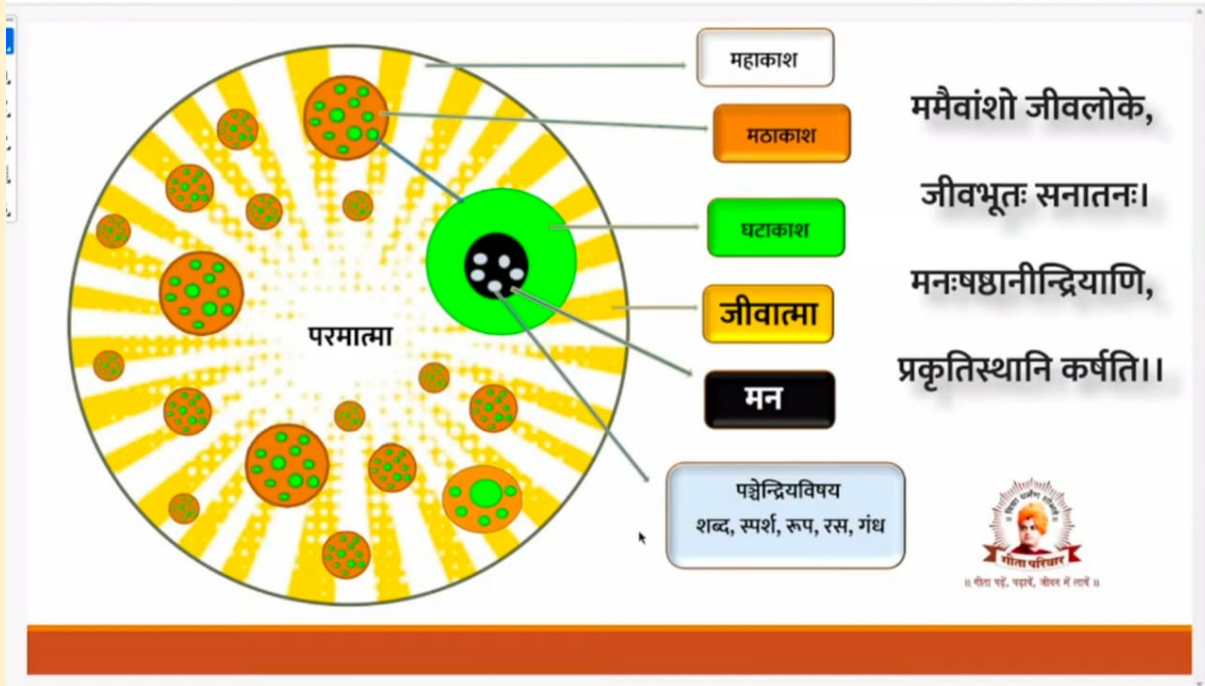 महाकाश
मठाकाश
घटाकाश
जीवात्मा
मन
पञ्चेन्द्रियविषय
शब्द, स्पर्श, रूप, रस, गंध
परमात्मा
ममैवांशो जीवलोके,
जीवभूतः सनातनः।
मनःषष्ठानीन्द्रियाणि,
प्रकृतिस्थानि कर्षति।।
गीता परिवार
॥ गीता पढ़ें, पढ़ायें, जीवन में लायें ॥